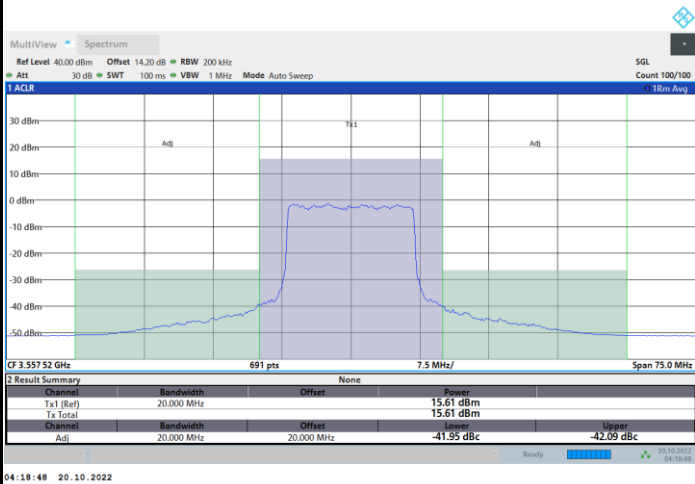 MultiView Spectrum
Ref Level 40.00 dBm Offset 14.20 dB RBW 200 kHz SGL
Att 30 dB SWT 100 ms VBW 1 MHz Mode Auto Sweep Count 100/100
1 ACLR 1Rm Avg
30 dBm
Tx1
20 dBm Adj Adj
10 dBm
0 dBm
-10 dBm
-20 dBm
-30 dBm
-40 dBm
-50 dBm
CF 3.557 52 GHz 691 pts 7.5 MHz/ Span 75.0 MHz
2 Result Summary None
Channel Bandwidth Offset Power
Tx1 (Ref) 20.000 MHz 15.61 dBm
Tx Total 15.61 dBm
Channel Bandwidth Offset Lower Upper
Adj 20.000 MHz 20.000 MHz -41.95 dBc -42.09 dBc
Ready 20.10.2022
04:18:48
04:18:48 20.10.2022